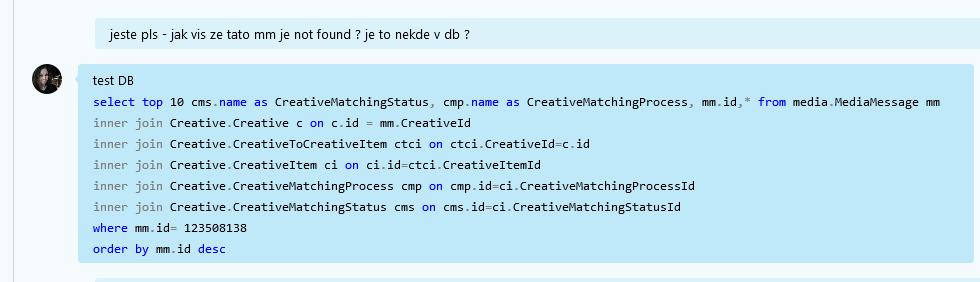 jeste pls - jak vis ze tato mm je not found ? je to nekde v db ?
test DB
select top 10 cms.name as CreativeMatchingStatus, cmp.name as CreativeMatchingProcess, mm.id,* from media.MediaMessage mm
inner join Creative.Creative c on c.id = mm.CreativeId
inner join Creative.CreativeToCreativeItem ctci on ctci.CreativeId=c.id
inner join Creative.CreativeItem ci on ci.id=ctci.CreativeItemId
inner join Creative.CreativeMatchingProcess cmp on cmp.id=ci.CreativeMatchingProcessId
inner join Creative.CreativeMatchingStatus cms on cms.id=ci.CreativeMatchingStatusId
where mm.id= 123508138
order by mm.id desc